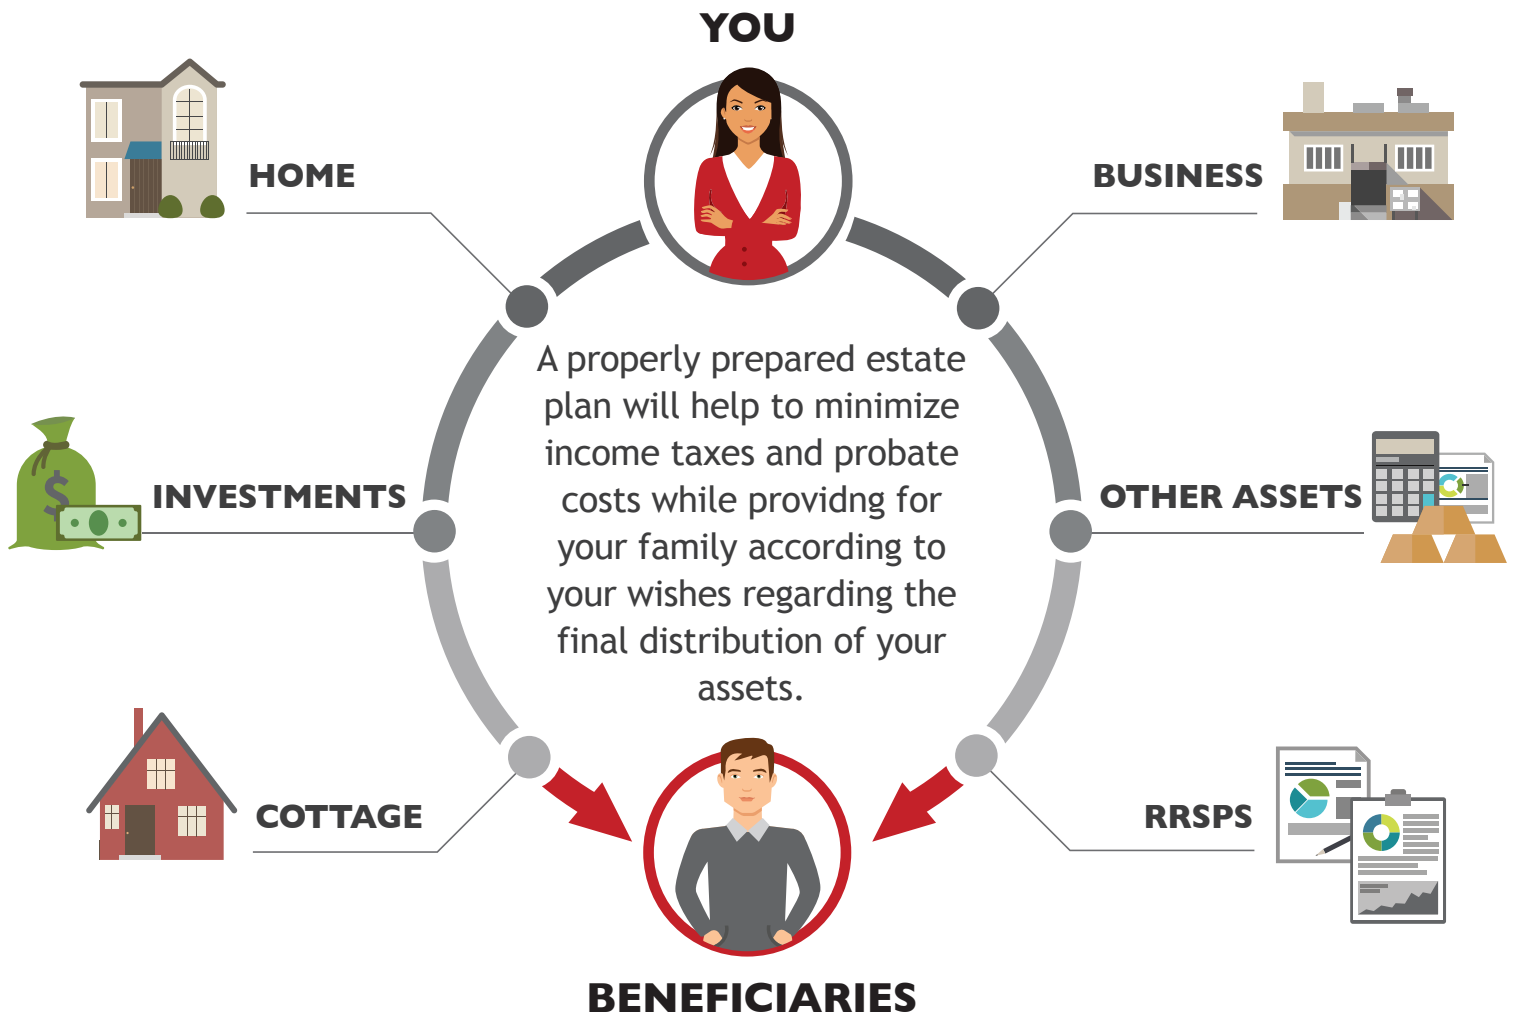 YOU
HOME
BUSINESS
A properly prepared estate
plan will help to minimize
income taxes and probate
costs while providng for
your family according to
your wishes regarding the
final distribution of your
assets.
INVESTMENTS
$
OTHER ASSETS
COTTAGE
RRSPS
BENEFICIARIES